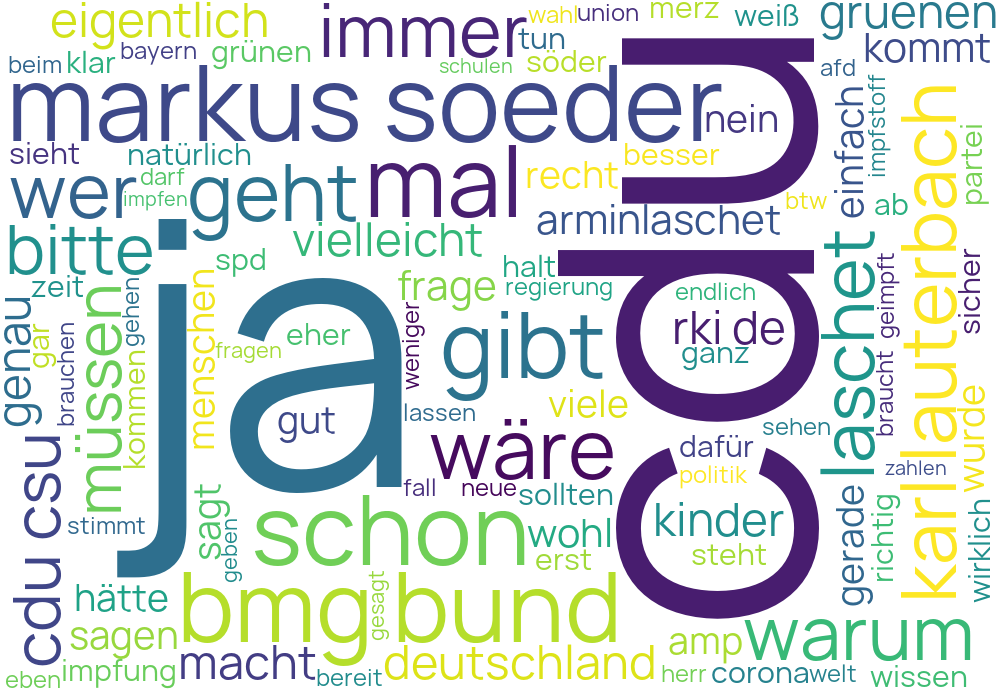 eigentlich
immer
wahl
union
merz
weiß
gruenen
bayern
grünen
tun
kommt
beim
klar
schulen
söder
afd
markus soeder
nein
cdu
einfach
impfstoff
sieht
natürlich
mal
recht
besser
karl lauterbach
partei
wer
darf
impfen
geht
btw
ab
arminlaschet
bitte
ja
vielleicht
laschet
spd
halt
zeit
menschen
frage
regierung
endlich
geimpft
sicher
genau
gar
brauchen
müssen
gehen
kommen
fragen
eher
weniger
gibt
rki de
ganz
braucht
gut
lassen
viele
wurde
cdu csu
wäre
dafür
sehen
politik
zahlen
fall
neue
sollten
stimmt
sagt
geben
schon
wohl
kinder
erst
steht
gerade
richtig
wirklich
hätte
bmg
gesagt
bund
warum
sagen
amp
eben
impfung
macht
bereit
deutschland
herr
corona
welt
wissen